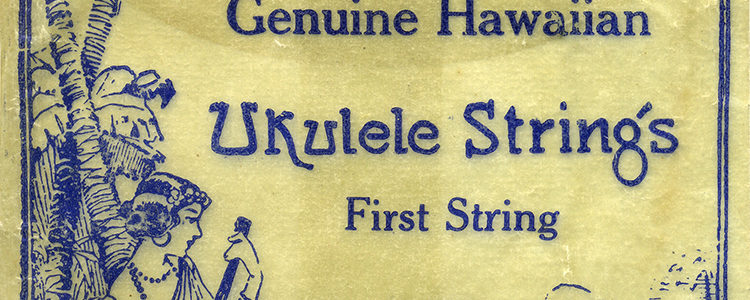 Genuine Hawaiian
Ukulele Strings
First String